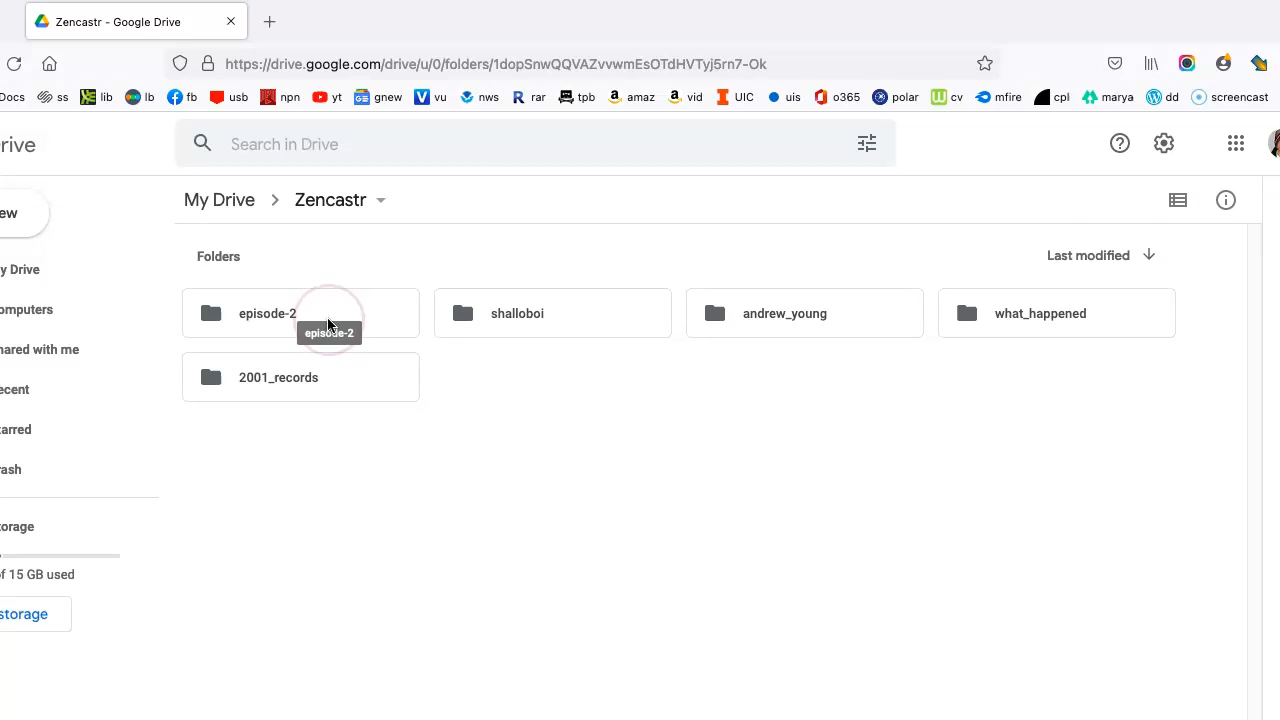 Zencastr - Google Drive
https://drive.google.com/drive/u/0/folders/1dopSnwQQVAZvvwmEsOTdHVTyj5rn7-Ok
Docs ss lib lb fb usb npn yt gnew vu nws rar tpb amaz vid UIC uis o365 polar cv mfire cpl marya dd screencast
rive
Search in Drive
My Drive Zencastr
ew
Folders
Last modified
y Drive
omputers
hared with me
ecent
tarred
rash
episode-2 shalloboi andrew_young what_happened
episode-2
2001_records
torage
of 15 GB used
storage